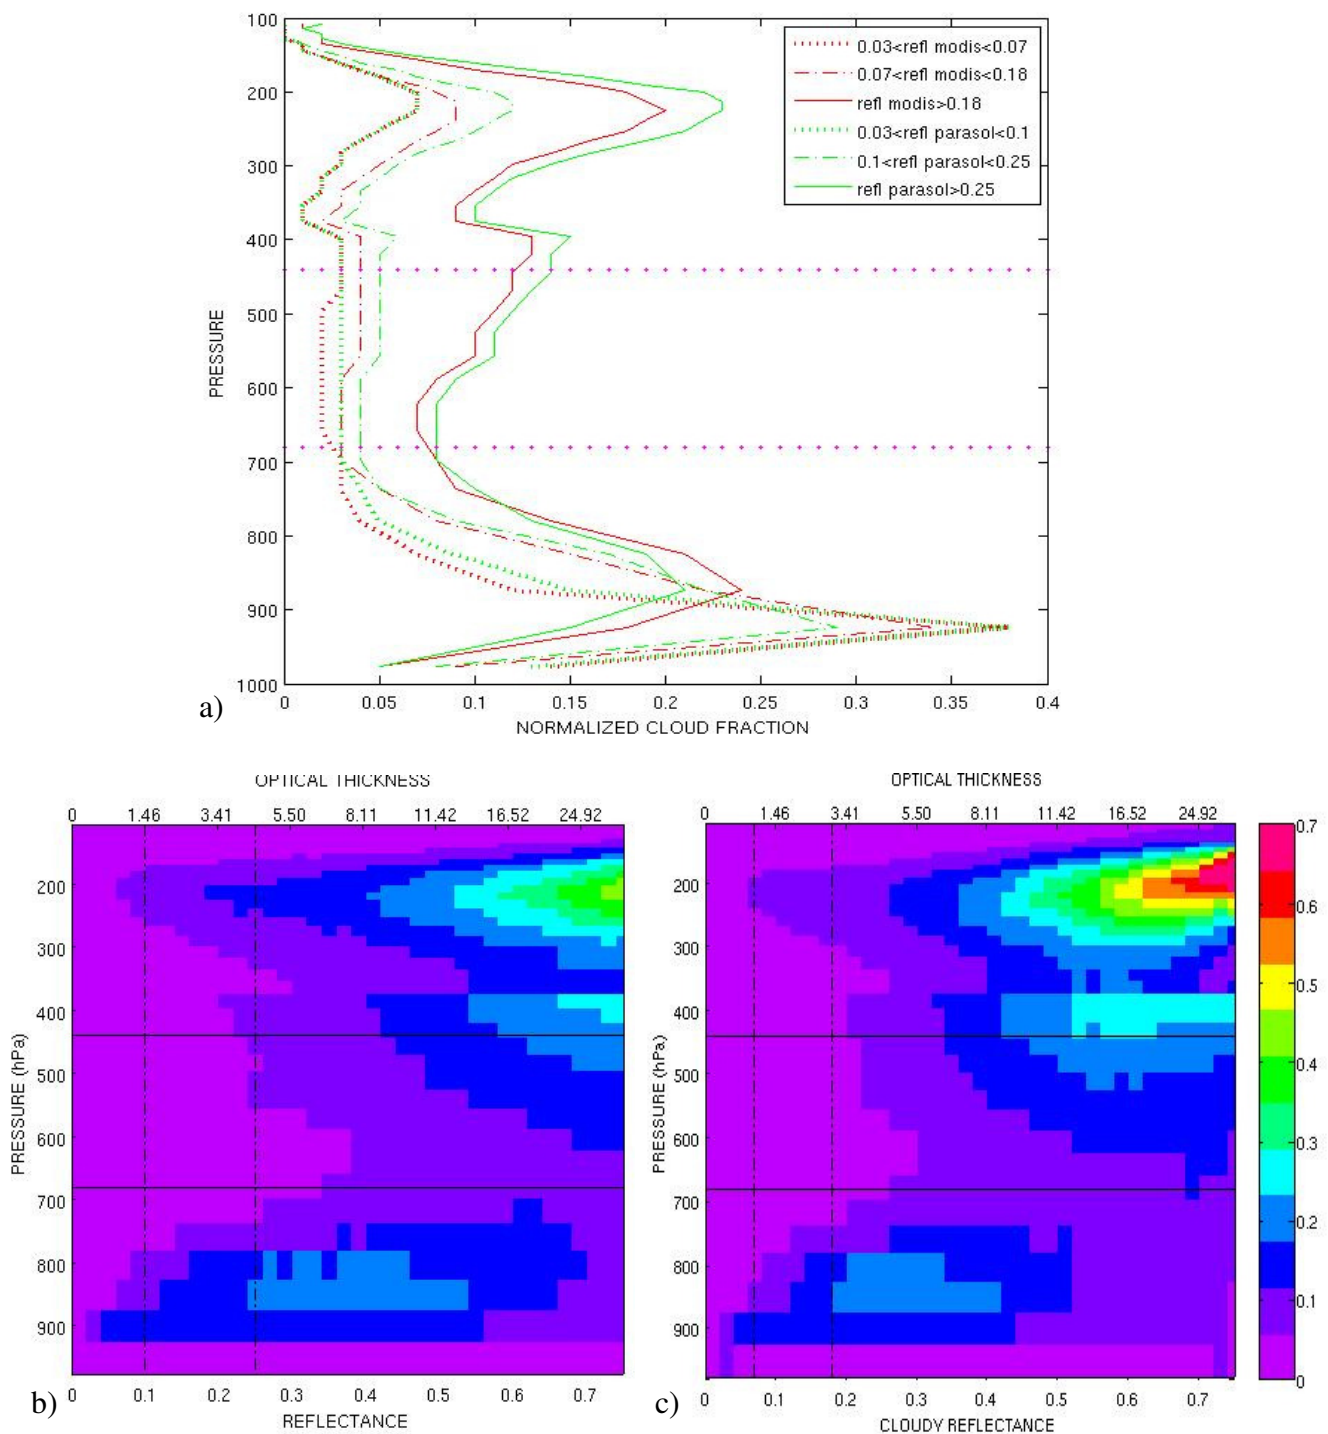 100
200
300
400
500
600
700
800
900
1000
PRESSURE
0.03<refl modis<0.07
0.07<refl modis<0.18
refl modis>0.18
0.03<refl parasol<0.1
0.1<refl parasol<0.25
refl parasol>0.25
0 0.05 0.1 0.15 0.2 0.25 0.3 0.35 0.4
NORMALIZED CLOUD FRACTION
a)
OPTICAL THICKNESS
0 1.46 3.41 5.50 8.11 11.42 16.52 24.92
200
300
400
500
600
700
800
900
PRESSURE (hPa)
0 0.1 0.2 0.3 0.4 0.5 0.6 0.7
REFLECTANCE
b)
OPTICAL THICKNESS
0 1.46 3.41 5.50 8.11 11.42 16.52 24.92
200
300
400
500
600
700
800
900
PRESSURE (hPa)
0 0.1 0.2 0.3 0.4 0.5 0.6 0.7
CLOUDY REFLECTANCE
c)
0.7
0.6
0.5
0.4
0.3
0.2
0.1
0